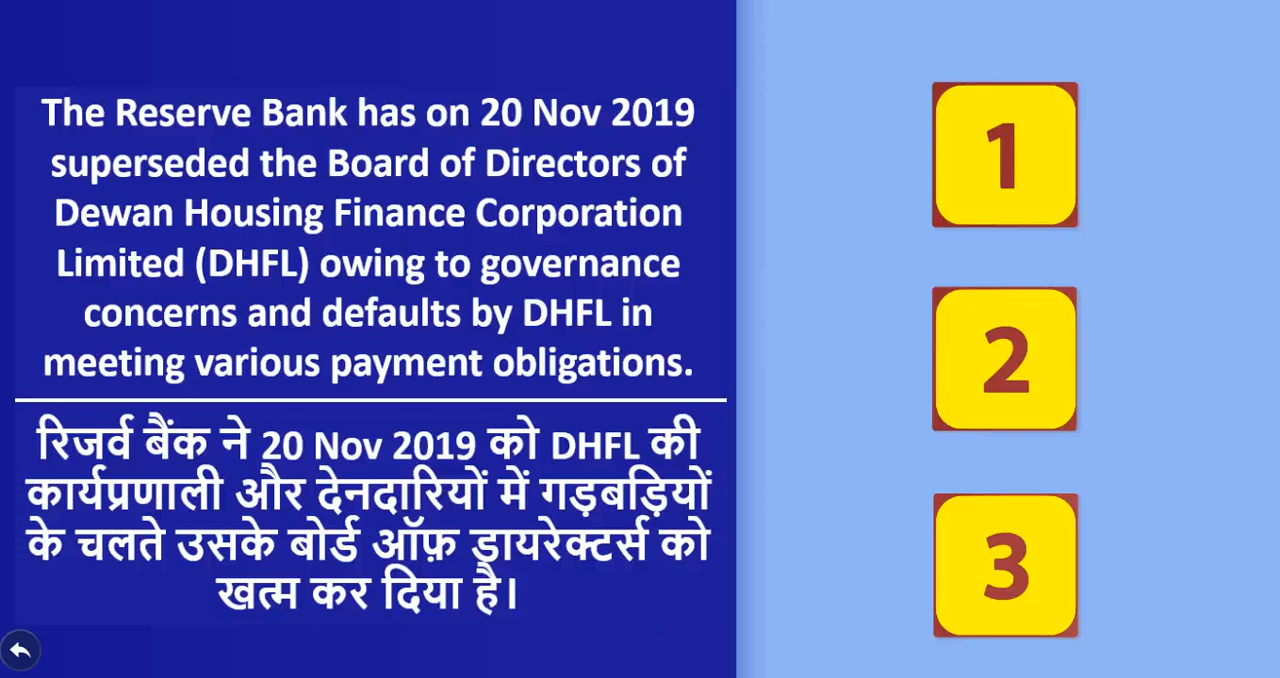 The Reserve Bank has on 20 Nov 2019
superseded the Board of Directors of
Dewan Housing Finance Corporation
Limited (DHFL) owing to governance
concerns and defaults by DHFL in
meeting various payment obligations.
रिजर्व बैंक ने 20 Nov 2019 को DHFL की
कार्यप्रणाली और देनदारियों में गड़बड़ियों
के चलते उसके बोर्ड ऑफ़ डायरेक्टर्स को
खत्म कर दिया है।
1
2
3